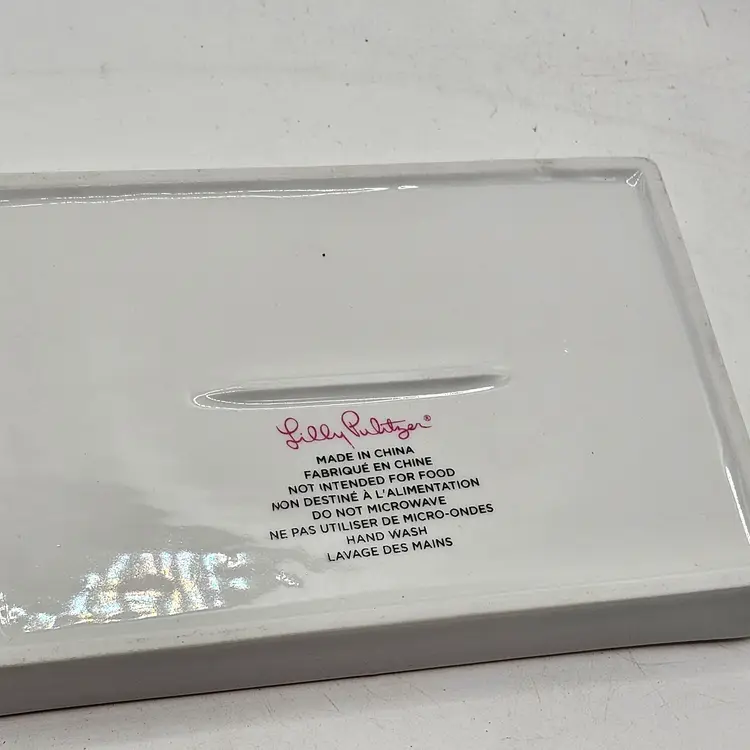 Lilly Pulitzer®
MADE IN CHINA
FABRIQUÉ EN CHINE
NOT INTENDED FOR FOOD
NON DESTINÉ À L'ALIMENTATION
DO NOT MICROWAVE
NE PAS UTILISER DE MICRO-ONDES
HAND WASH
LAVAGE DES MAINS